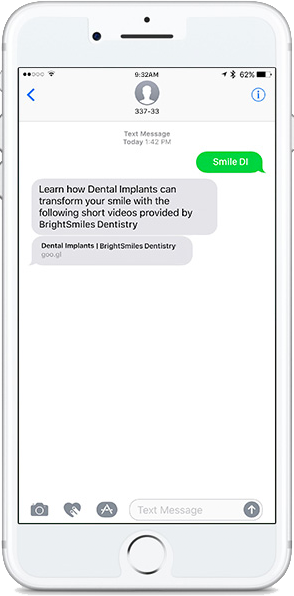 9:32AM
62%
337-33
Text Message
Today 1:42 PM
Smile DI
Learn how Dental Implants can
transform your smile with the
following short videos provided by
BrightSmiles Dentistry
Dental Implants | BrightSmiles Dentistry
goo.gl
Text Message